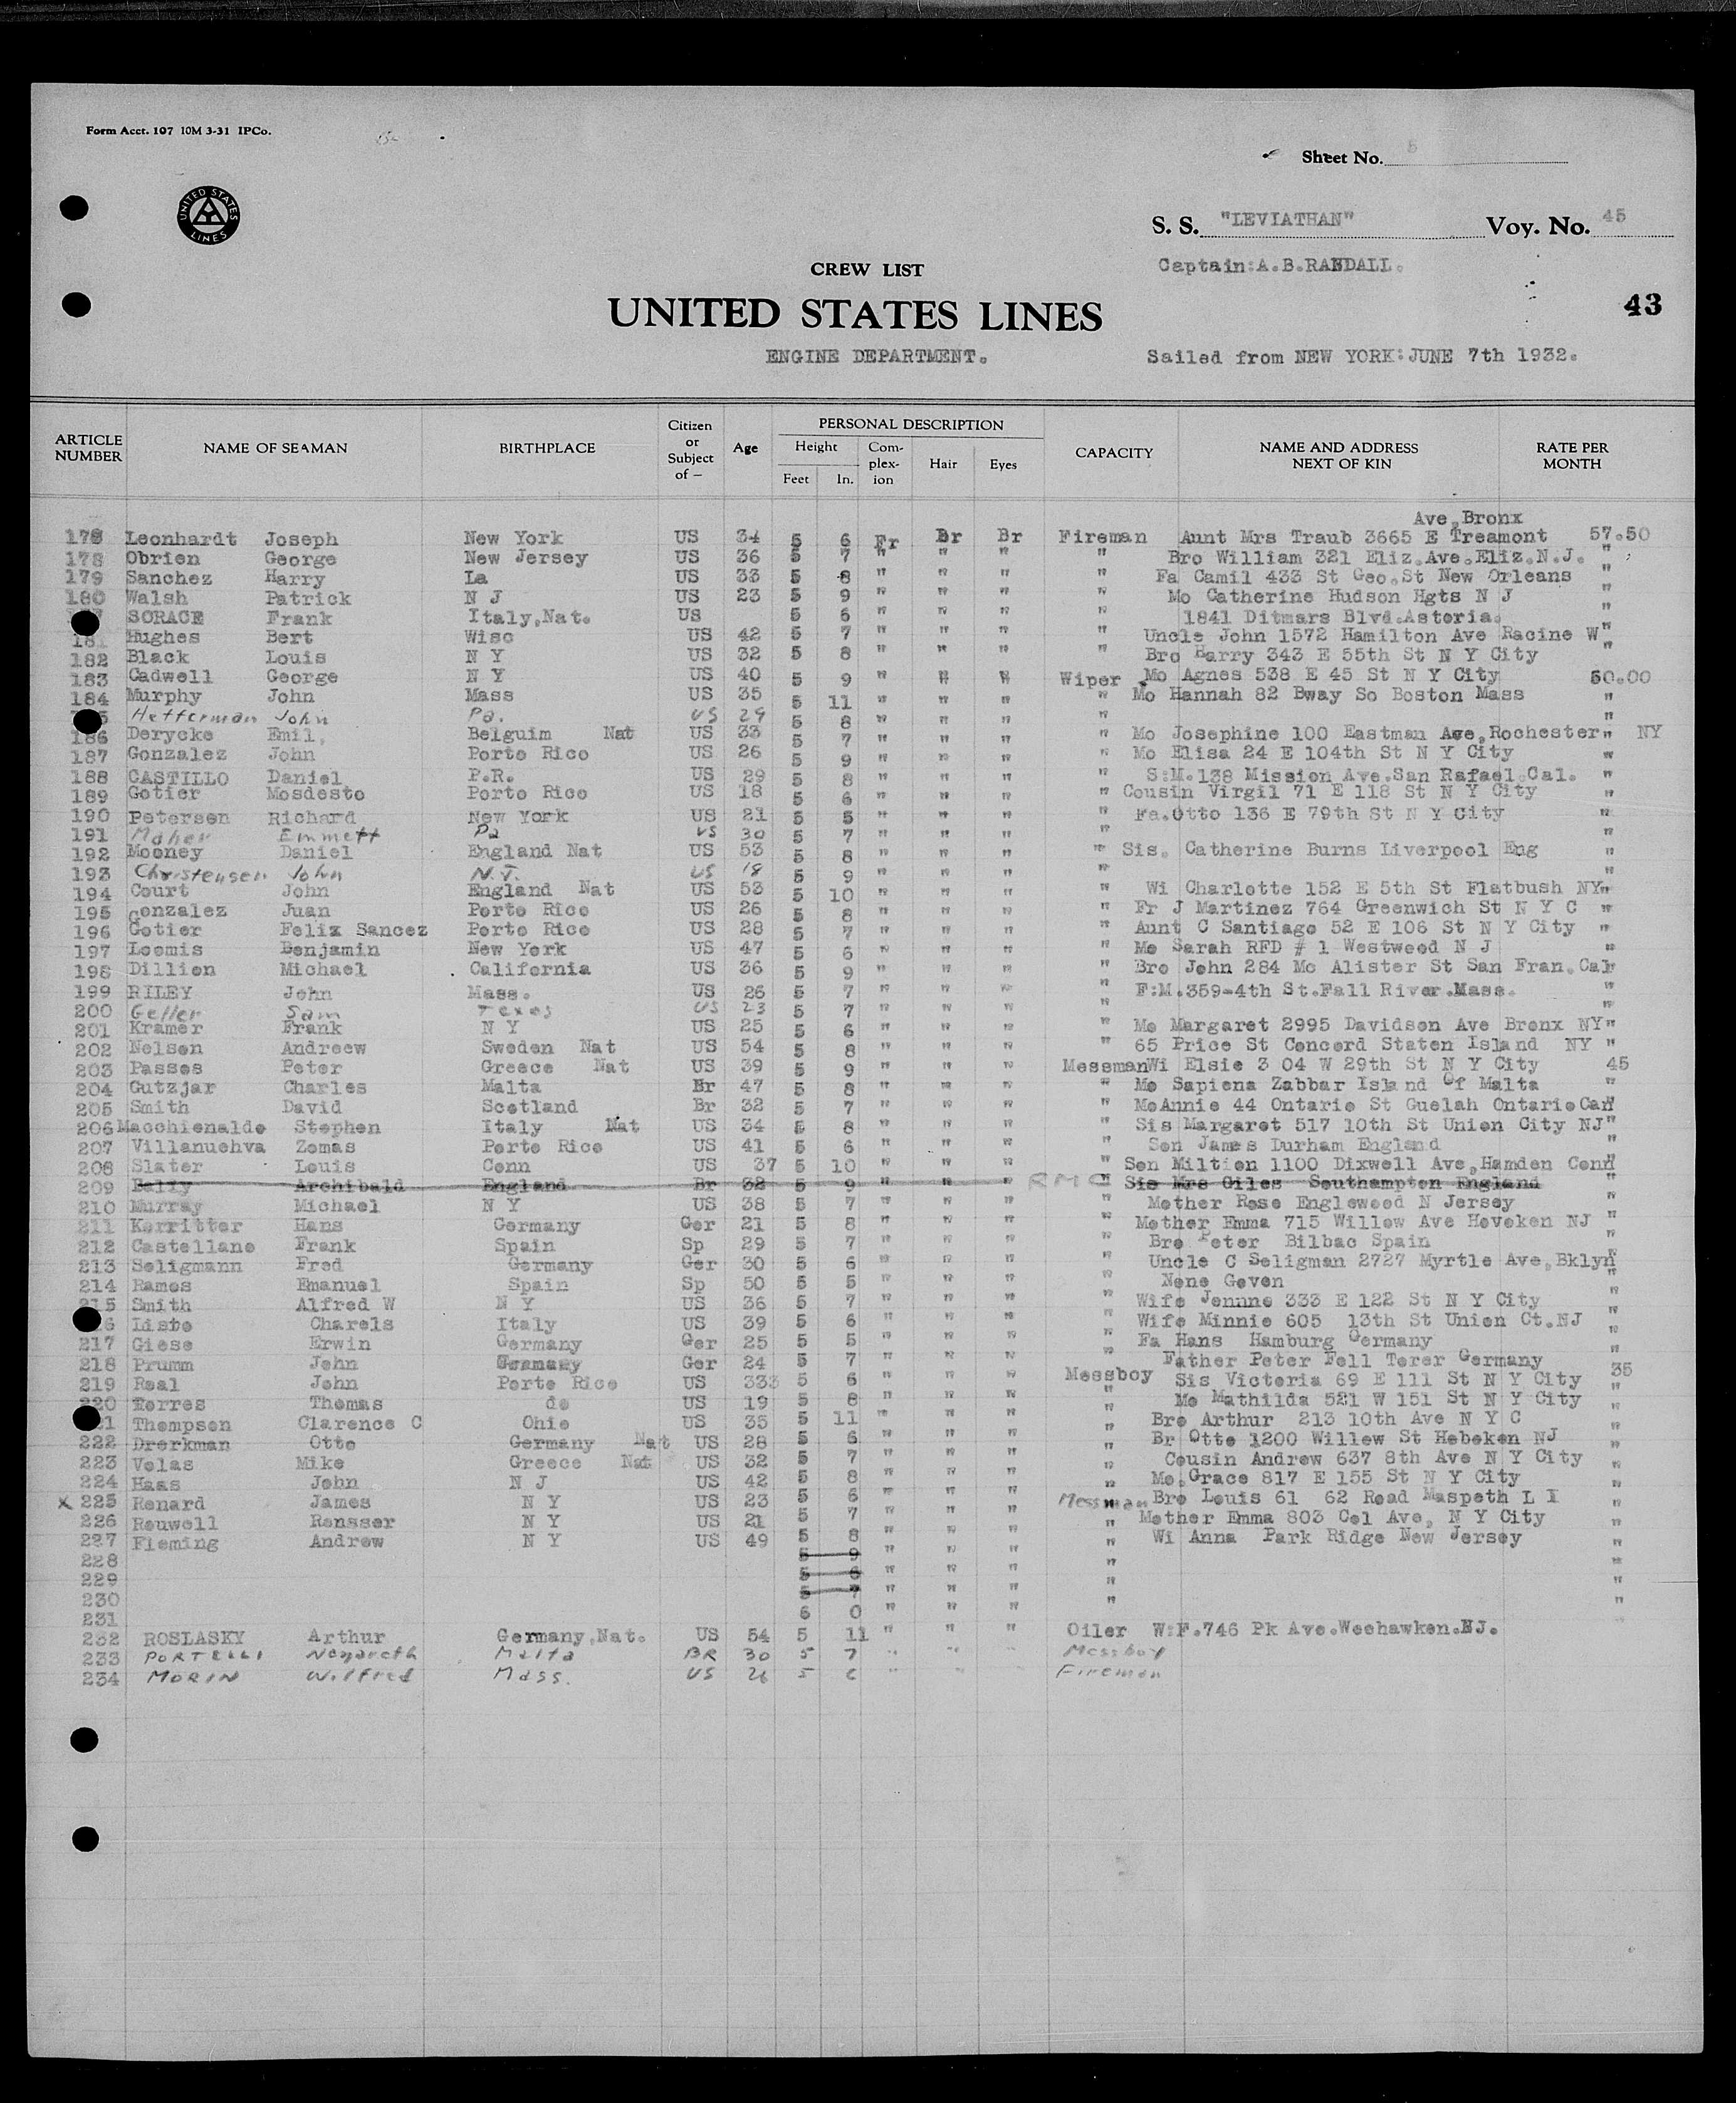 Form Acct. 107 10M 3-31 IPCo.
Sheet No. 5
UNITED STATES LINES
S. S. "LEVIATHAN" Voy. No. 45
CREW LIST
Captain:A.B.RANDALL.
UNITED STATES LINES
43
ENGINE DEPARTMENT. Sailed from NEW YORK:JUNE 7th 1932.
ARTICLE NUMBER NAME OF SEAMAN BIRTHPLACE Citizen or Subject of — Age PERSONAL DESCRIPTION Height Feet In. Com-plex-ion Hair Eyes CAPACITY NAME AND ADDRESS NEXT OF KIN RATE PER MONTH
Ave,Bronx
Leonhardt Joseph New York US 34 5 6 Fr Br Br Fireman Aunt Mrs Traub 3665 E Treamont 57.50
178 Obrien George New Jersey US 36 5 7 " " " " Bro William 321 Eliz.Ave.Eliz.N.J. "
179 Sanchez Harry La US 33 5 8 " " " " Fa Camil 433 St Geo.St New Orleans "
180 Walsh Patrick N J US 23 5 9 " " " " Mo Catherine Hudson Hgts N J "
SORACE Frank Italy,Nat. US 5 6 " " " " 1841 Ditmars Blvd.Astoria. "
181 Hughes Bert Wisc US 42 5 7 " " " " Uncle John 1572 Hamilton Ave Racine W "
182 Black Louis N Y US 32 5 8 " " " " Bro Harry 343 E 55th St N Y City
183 Cadwell George N Y US 40 5 9 " " " Wiper Mo Agnes 538 E 45 St N Y City 50.00
184 Murphy John Mass US 35 5 11 " " " " Mo Hannah 82 Bway So Boston Mass "
Hefferman John Pa. US 29 5 8 " " " " "
186 Derycke Emil, Belguim Nat US 33 5 7 " " " " Mo Josephine 100 Eastman Ave,Rochester " NY
187 Gonzalez John Porto Rico US 26 5 9 " " " " Mo Elisa 24 E 104th St N Y City "
188 CASTILLO Daniel P.R. US 29 5 8 " " " " S:M.138 Mission Ave.San Rafael.Cal. "
189 Gotier Mosdesto Porto Rico US 18 5 6 " " " " Cousin Virgil 71 E 118 St N Y City "
190 Petersen Richard New York US 21 5 5 " " " " Fa.Otto 136 E 79th St N Y City "
191 Maher Emmett Pa US 30 5 7 " " " "
192 Mooney Daniel England Nat US 53 5 8 " " " " Sis. Catherine Burns Liverpool Eng "
193 Christensen John N.J. US 18 5 9 " " " " "
194 Court John England Nat US 53 5 10 " " " " Wi Charlotte 152 E 5th St Flatbush NY "
195 Gonzalez Juan Porto Rico US 26 5 8 " " " " Fr J Martinez 764 Greenwich St N Y C "
196 Gotier Felix Sancez Porto Rico US 28 5 7 " " " " Aunt C Santiago 52 E 106 St N Y City "
197 Loomis Benjamin New York US 47 5 6 " " " " Mo Sarah RFD # 1 Westwood N J "
198 Dillion Michael California US 36 5 9 " " " " Bro John 284 Mc Alister St San Fran.Cal "
199 RILEY John Mass. US 26 5 7 " " " " F:M.359-4th St.Fall River.Mass. "
200 Geller Sam Texas US 23 5 7 " " " " "
201 Kramer Frank N Y US 25 5 6 " " " " Mo Margaret 2995 Davidson Ave Bronx NY "
202 Nelson Andreew Sweden Nat US 54 5 8 " " " " 65 Price St Concord Staten Island NY "
203 Passos Peter Greece Nat US 39 5 9 " " " Messman Wi Elsie 3 04 W 29th St N Y City 45
204 Gutzjar Charles Malta Br 47 5 8 " " " " Mo Sapiena Zabbar Island Of Malta "
205 Smith David Scotland Br 32 5 7 " " " " MoAnnie 44 Ontario St Guelah Ontario Can "
206 Macchienaldo Stephen Italy Nat US 34 5 8 " " " " Sis Margaret 517 10th St Union City NJ "
207 Villanuehva Zomas Porto Rico US 41 5 6 " " " " Son James Durham England "
208 Slater Louis Conn US 37 5 10 " " " " Son Miltion 1100 Dixwell Ave,Hamden Conn "
209 Archibald England Br 32 5 9 " " " " Sis Mrs Giles Southampton England "
210 Murray Michael N Y US 38 5 7 " " " " Mother Rose Englewood N Jersey "
211 Karritter Hans Germany Ger 21 5 8 " " " " Mother Emma 715 Willow Ave Hoveken NJ "
212 Castellano Frank Spain Sp 29 5 7 " " " " Bro Peter Bilbao Spain "
213 Seligmann Fred Germany Ger 30 5 6 " " " " Uncle C Seligman 2727 Myrtle Ave,Bklyn "
214 Rames Emanuel Spain Sp 50 5 5 " " " " None Goven "
215 Smith Alfred W N Y US 36 5 7 " " " " Wife Jennne 333 E 122 St N Y City "
6 Listo Charels Italy US 39 5 6 " " " " Wife Minnie 605 13th St Union Ct.NJ "
217 Giese Erwin Germany Ger 25 5 5 " " " " Fa Hans Hamburg Germany "
218 Prumm John Germany Ger 24 5 7 " " " Father Peter Fell Terer Germany
219 Real John Porto Rico US 333 5 6 " " " Messboy Sis Victoria 69 E 111 St N Y City 35
220 Torres Thomas do US 19 5 8 " " " " Mo Mathilda 521 W 151 St N Y City "
21 Thompson Clarence C Ohio US 35 5 11 " " " Bro Arthur 213 10th Ave N Y C "
222 Drerkman Otto Germany Nat US 28 5 6 " " " " Br Otto 1200 Willow St Hoboken NJ "
223 Velas Mike Greece Nat US 32 5 7 " " " " Cousin Andrew 637 8th Ave N Y City "
224 Haas John N J US 42 5 8 " " " " Mo.Grace 817 E 155 St N Y City "
x 225 Renard James N Y US 23 5 6 " " " Messman Bro Louis 61 62 Road Maspeth L I "
226 Rouwell Rensser N Y US 21 5 7 " " " " Mother Emma 803 Col Ave, N Y City "
227 Fleming Andrew N Y US 49 5 8 " " " " Wi Anna Park Ridge New Jersey "
228 5 9 " " " " "
229 5 6 " " " " "
230 5 7 " " " " "
231 6 0 " " "
232 ROSLASKY Arthur Germany,Nat. US 54 5 11 " " " Oiler W:F.746 Pk Ave.Weehawken.NJ.
233 PORTELLI Nazareth Malta BR 30 5 7 " " " Messboy
234 MORIN Wilfred Mass. US 26 5 6 " " " Fireman